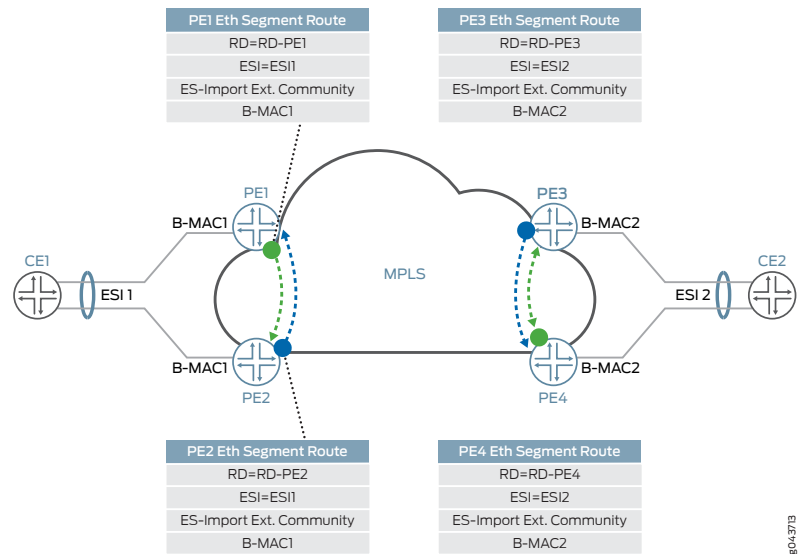 PE1 Eth Segment Route
RD=RD-PE1
ESI=ESI1
ES-Import Ext. Community
B-MAC1
PE3 Eth Segment Route
RD=RD-PE3
ESI=ESI2
ES-Import Ext. Community
B-MAC2
PE1
PE3
B-MAC1
B-MAC2
CE1
CE2
MPLS
ESI 1
ESI 2
B-MAC1
B-MAC2
PE2
PE4
PE2 Eth Segment Route
RD=RD-PE2
ESI=ESI1
ES-Import Ext. Community
B-MAC1
PE4 Eth Segment Route
RD=RD-PE4
ESI=ESI2
ES-Import Ext. Community
B-MAC2
g043713